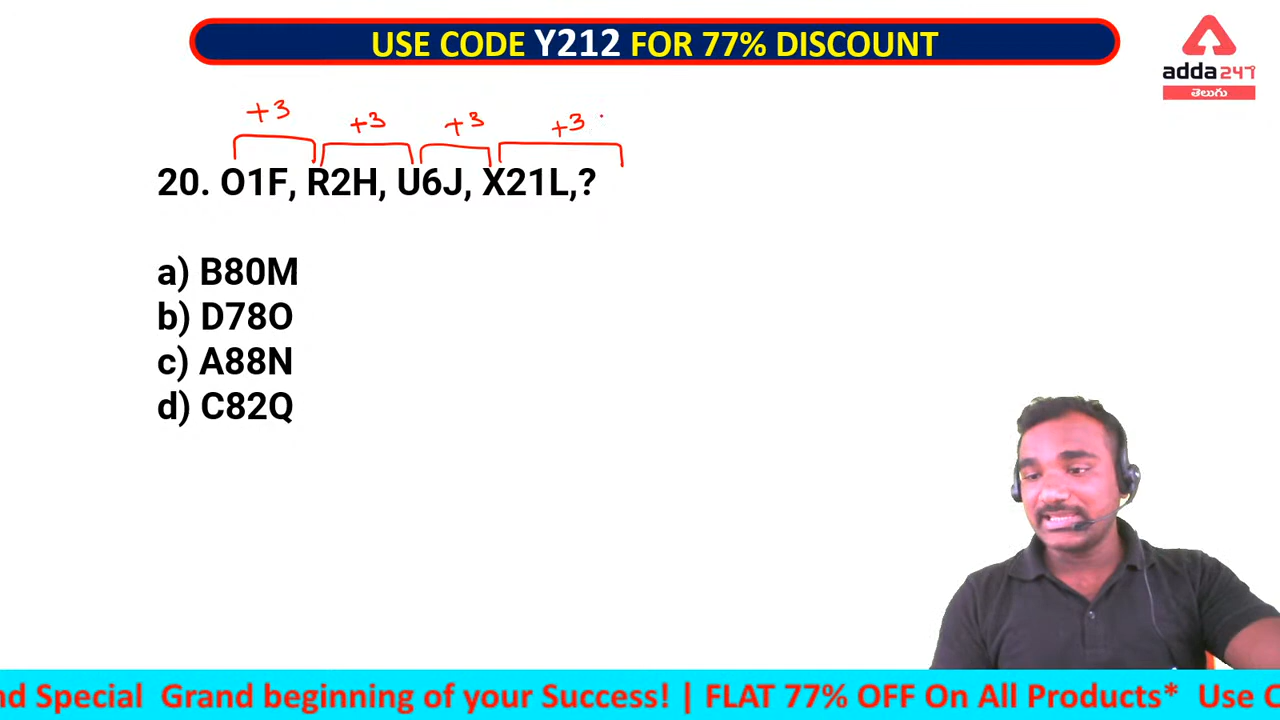 USE CODE Y212 FOR 77% DISCOUNT
adda247
తెలుగు
+3 +3 +3 +3
20. O1F, R2H, U6J, X21L,?
a) B80M
b) D78O
c) A88N
d) C82Q
nd Special Grand beginning of your Success! | FLAT 77% OFF On All Products* Use C